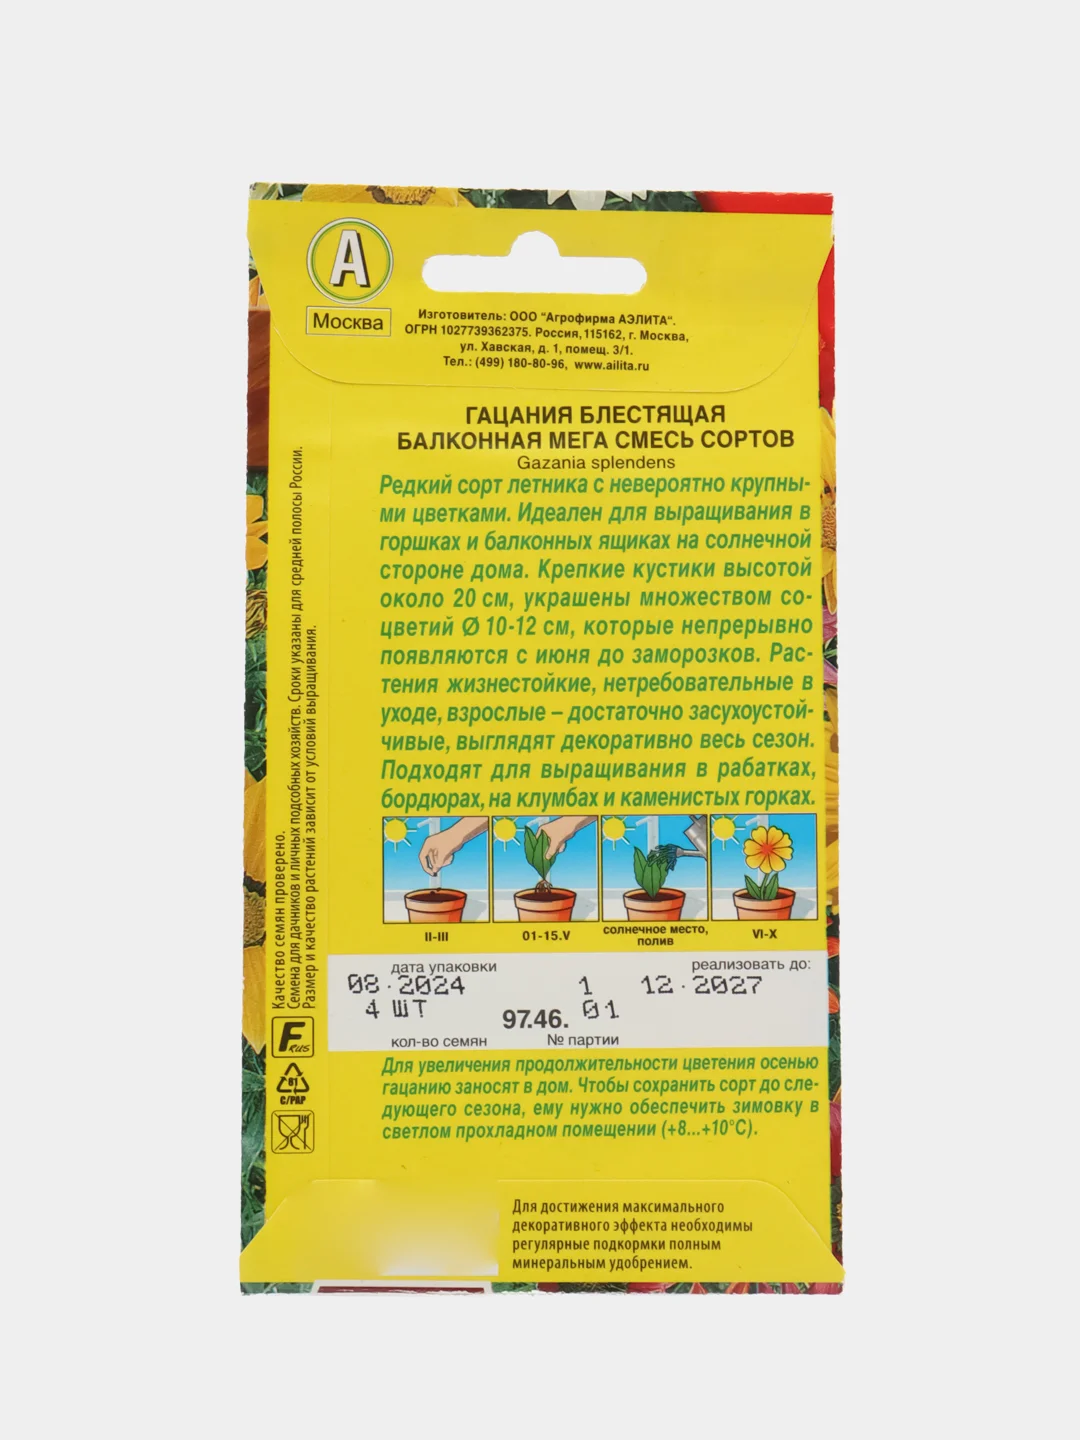 А
Москва
Изготовитель: ООО "Агрофирма АЭЛИТА".
ОГРН 1027739362375. Россия,115162, г. Москва,
ул. Хавская, д. 1, помещ. 3/1.
Тел.: (499) 180-80-96, www.ailita.ru
ГАЦАНИЯ БЛЕСТЯЩАЯ
БАЛКОННАЯ МЕГА СМЕСЬ СОРТОВ
Gazania splendens
Редкий сорт летника с невероятно крупны-
ми цветками. Идеален для выращивания в
горшках и балконных ящиках на солнечной
стороне дома. Крепкие кустики высотой
около 20 см, украшены множеством со-
цветий Ø 10-12 см, которые непрерывно
появляются с июня до заморозков. Рас-
тения жизнестойкие, нетребовательные в
уходе, взрослые – достаточно засухоустой-
чивые, выглядят декоративно весь сезон.
Подходят для выращивания в рабатках,
бордюрах, на клумбах и каменистых горках.
II-III
01-15.V
солнечное место,
полив
VI-X
дата упаковки
реализовать до:
08.2024 1 12.2027
4 ШТ 97.46. 01
кол-во семян № партии
Для увеличения продолжительности цветения осенью
гацанию заносят в дом. Чтобы сохранить сорт до сле-
дующего сезона, ему нужно обеспечить зимовку в
светлом прохладном помещении (+8...+10°С).
Для достижения максимального
декоративного эффекта необходимы
регулярные подкормки полным
минеральным удобрением.
Качество семян проверено.
Семена для дачников и личных подсобных хозяйств. Сроки указаны для средней полосы России.
Размер и качество растений зависит от условий выращивания.
F RUS
81
C/PAP